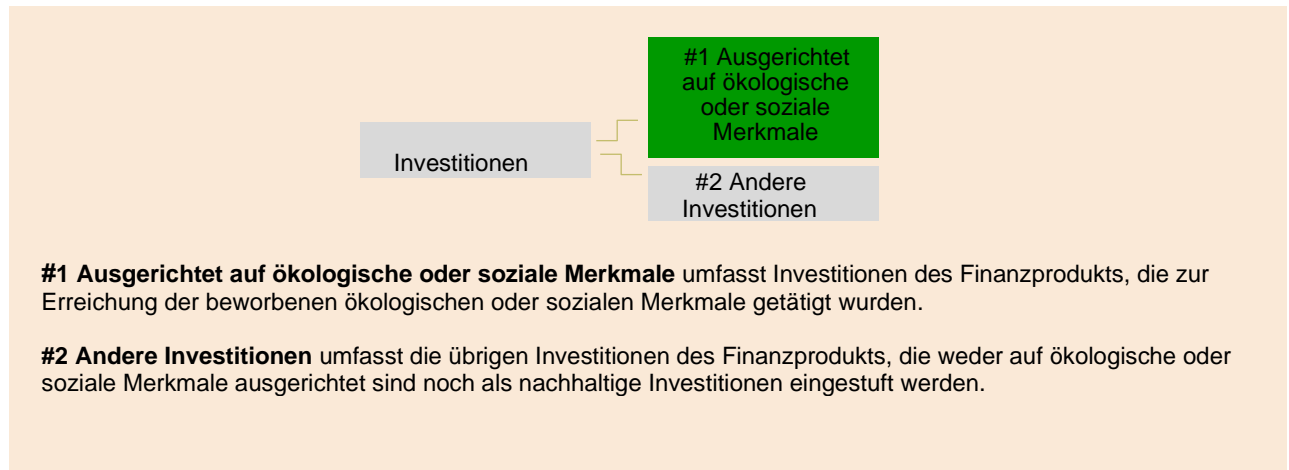 #1 Ausgerichtet
auf ökologische
oder soziale
Merkmale
Investitionen
#2 Andere
Investitionen
#1 Ausgerichtet auf ökologische oder soziale Merkmale umfasst Investitionen des Finanzprodukts, die zur
Erreichung der beworbenen ökologischen oder sozialen Merkmale getätigt wurden.
#2 Andere Investitionen umfasst die übrigen Investitionen des Finanzprodukts, die weder auf ökologische oder
soziale Merkmale ausgerichtet sind noch als nachhaltige Investitionen eingestuft werden.